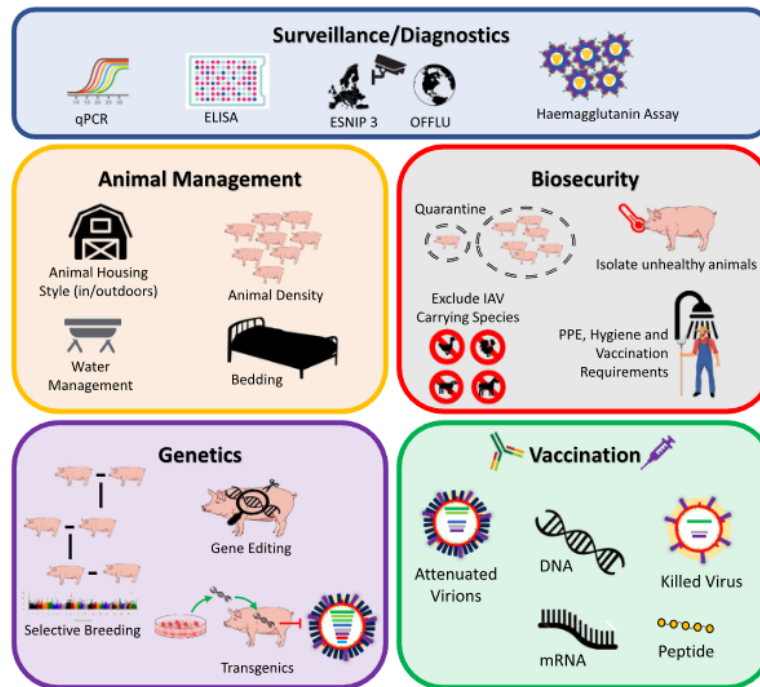 Surveillance/Diagnostics
qPCR
ELISA
ESNIP 3
OFFLU
Haemagglutanin Assay
Animal Management
Animal Housing
Style (in/outdoors)
Animal Density
Water
Management
Bedding
Biosecurity
Quarantine
Isolate unhealthy animals
Exclude IAV
Carrying Species
PPE, Hygiene and
Vaccination
Requirements
Genetics
Gene Editing
Selective Breeding
Transgenics
Vaccination
Attenuated
Virions
DNA
Killed Virus
mRNA
Peptide